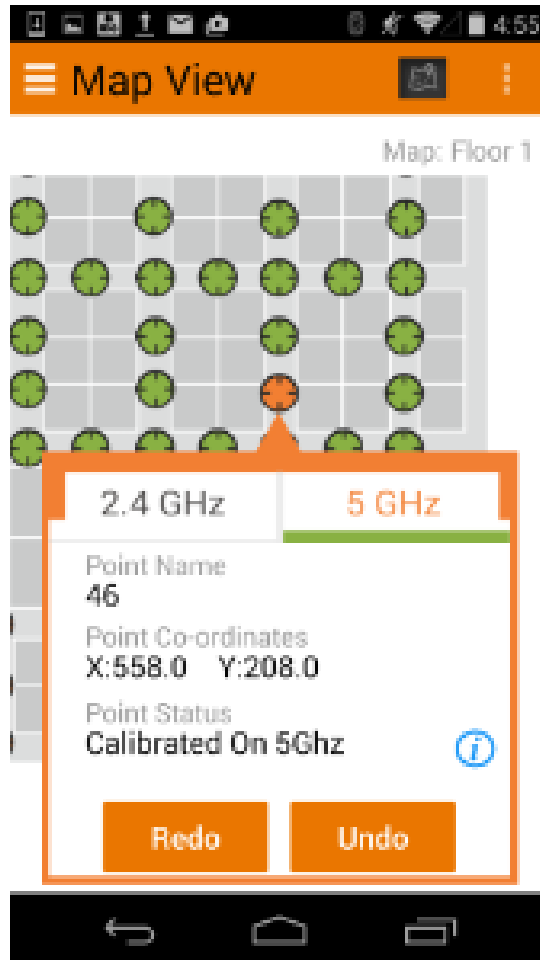 4:55
Map View
Map: Floor 1
2.4 GHz
5 GHz
Point Name
46
Point Co-ordinates
X:558.0 Y:208.0
Point Status
Calibrated On 5Ghz
i
Redo
Undo